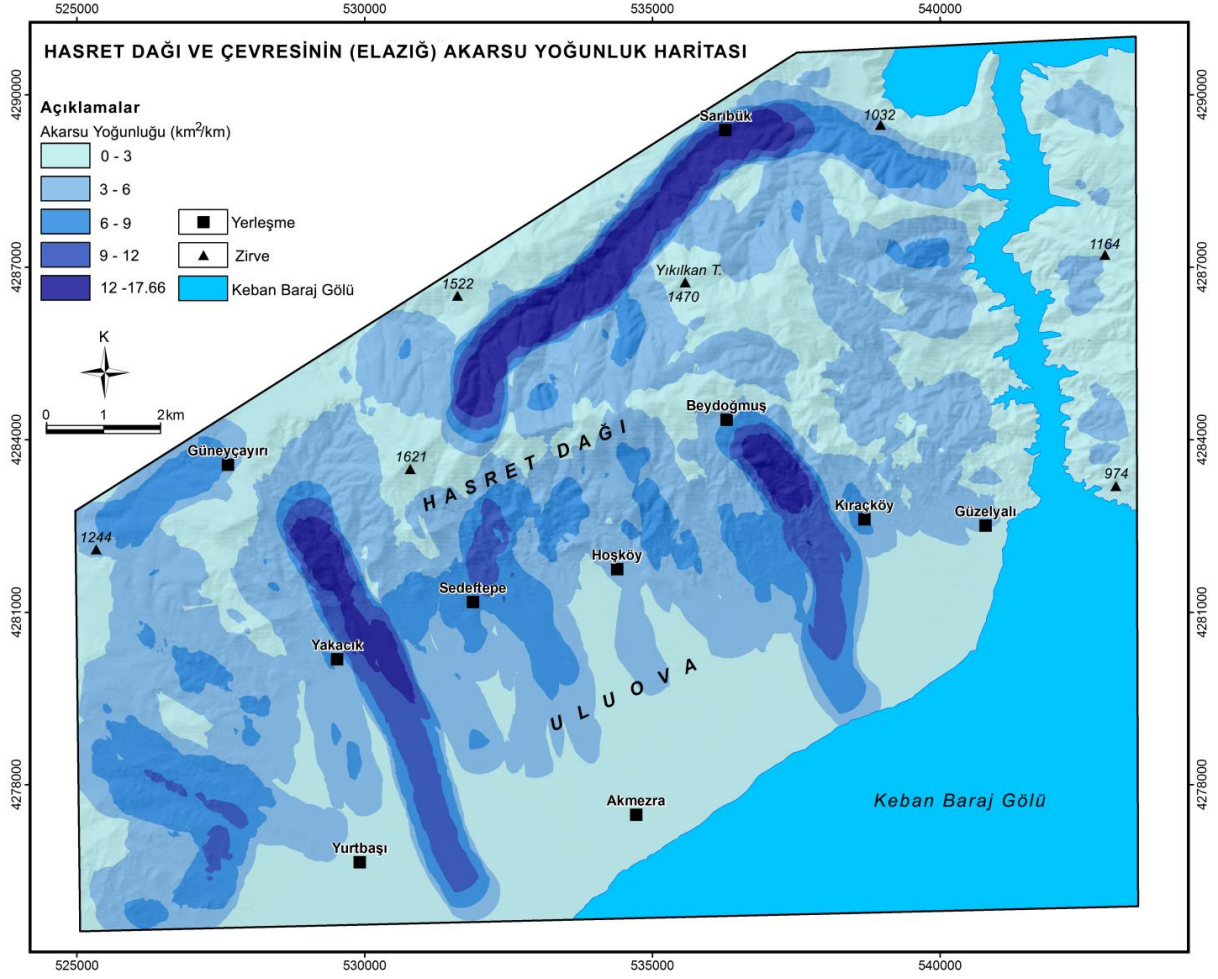 525000 530000 535000 540000
HASRET DAĞI VE ÇEVRESİNİN (ELAZIĞ) AKARSU YOĞUNLUK HARİTASI
4290000 4290000
Açıklamalar
Akarsu Yoğunluğu (km²/km)
0 - 3
3 - 6
6 - 9
9 - 12
12 -17.66
Yerleşme
Zirve
Keban Baraj Gölü
Sarıbük
1032
4287000 4287000
1164
Yıkılkan T.
1470
1522
K
0 1 2 km
Beydoğmuş
4284000 4284000
Güneyçayırı
1621
HASRET DAĞI
974
Kıraçköy
Güzelyalı
1244
Hoşköy
Sedeftepe
4281000 4281000
Yakacık
ULUOVA
4278000 4278000
Akmezra
Keban Baraj Gölü
Yurtbaşı
525000 530000 535000 540000